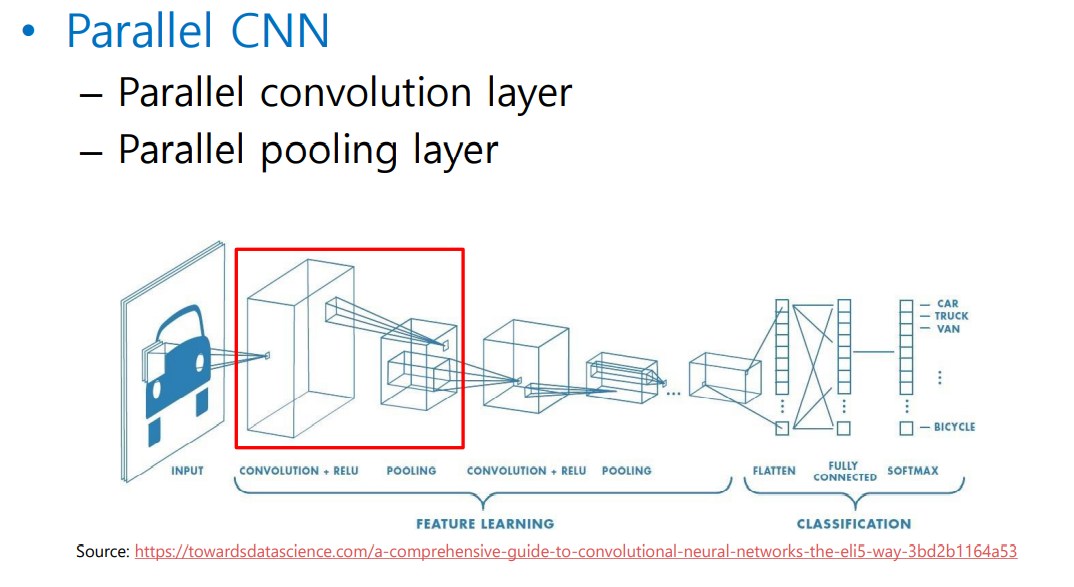 • Parallel CNN
– Parallel convolution layer
– Parallel pooling layer
CAR
TRUCK
VAN
BICYCLE
INPUT
CONVOLUTION + RELU
POOLING
CONVOLUTION + RELU
POOLING
FLATTEN
FULLY
CONNECTED
SOFTMAX
FEATURE LEARNING
CLASSIFICATION
Source: https://towardsdatascience.com/a-comprehensive-guide-to-convolutional-neural-networks-the-eli5-way-3bd2b1164a53